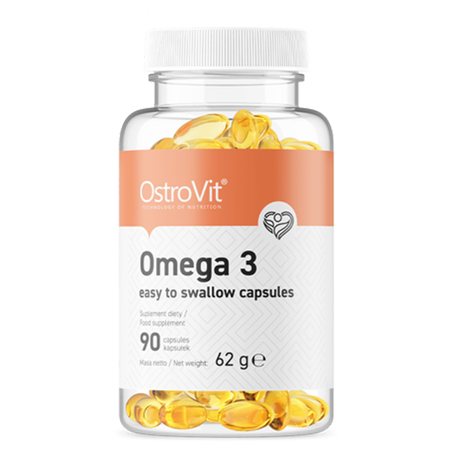 OstroVit®
TECHNOLOGY OF NUTRITION
Omega 3
easy to swallow capsules
Suplement diety /
Food supplement
90 capsules
kapsułek
Masa netto / Net weight: 62 g℮